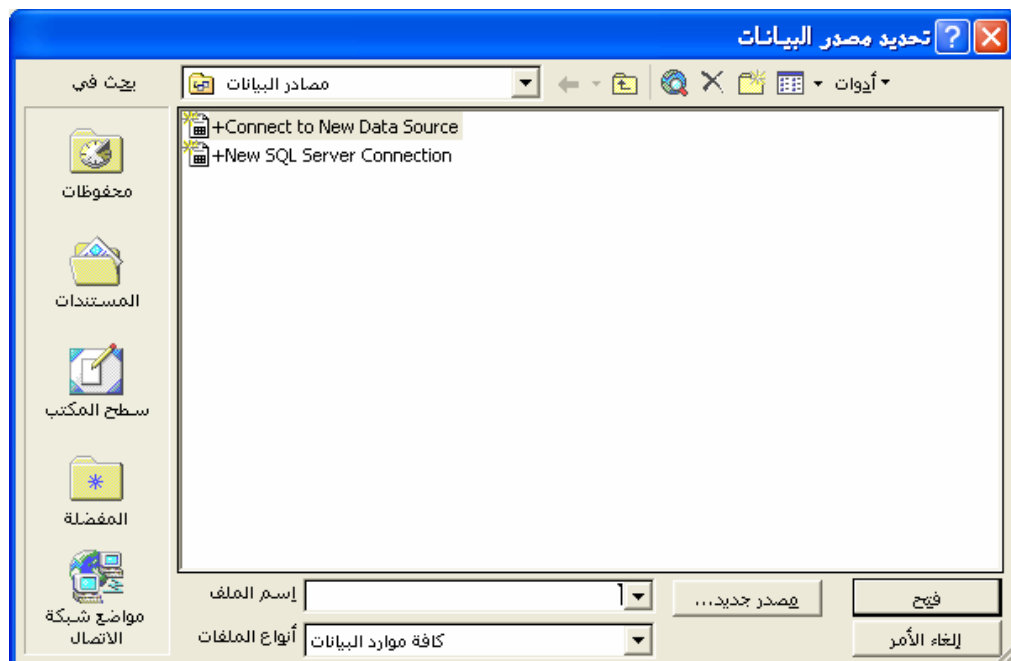 تحديد مصدر البيانات
بحث في
مصادر البيانات
أدوات
+Connect to New Data Source
+New SQL Server Connection
محفوظات
المستندات
سطح المكتب
المفضلة
مواضع شبكة
الاتصال
إسم الملف
مصدر جديد...
فتح
أنواع الملفات
كافة موارد البيانات
إلغاء الأمر